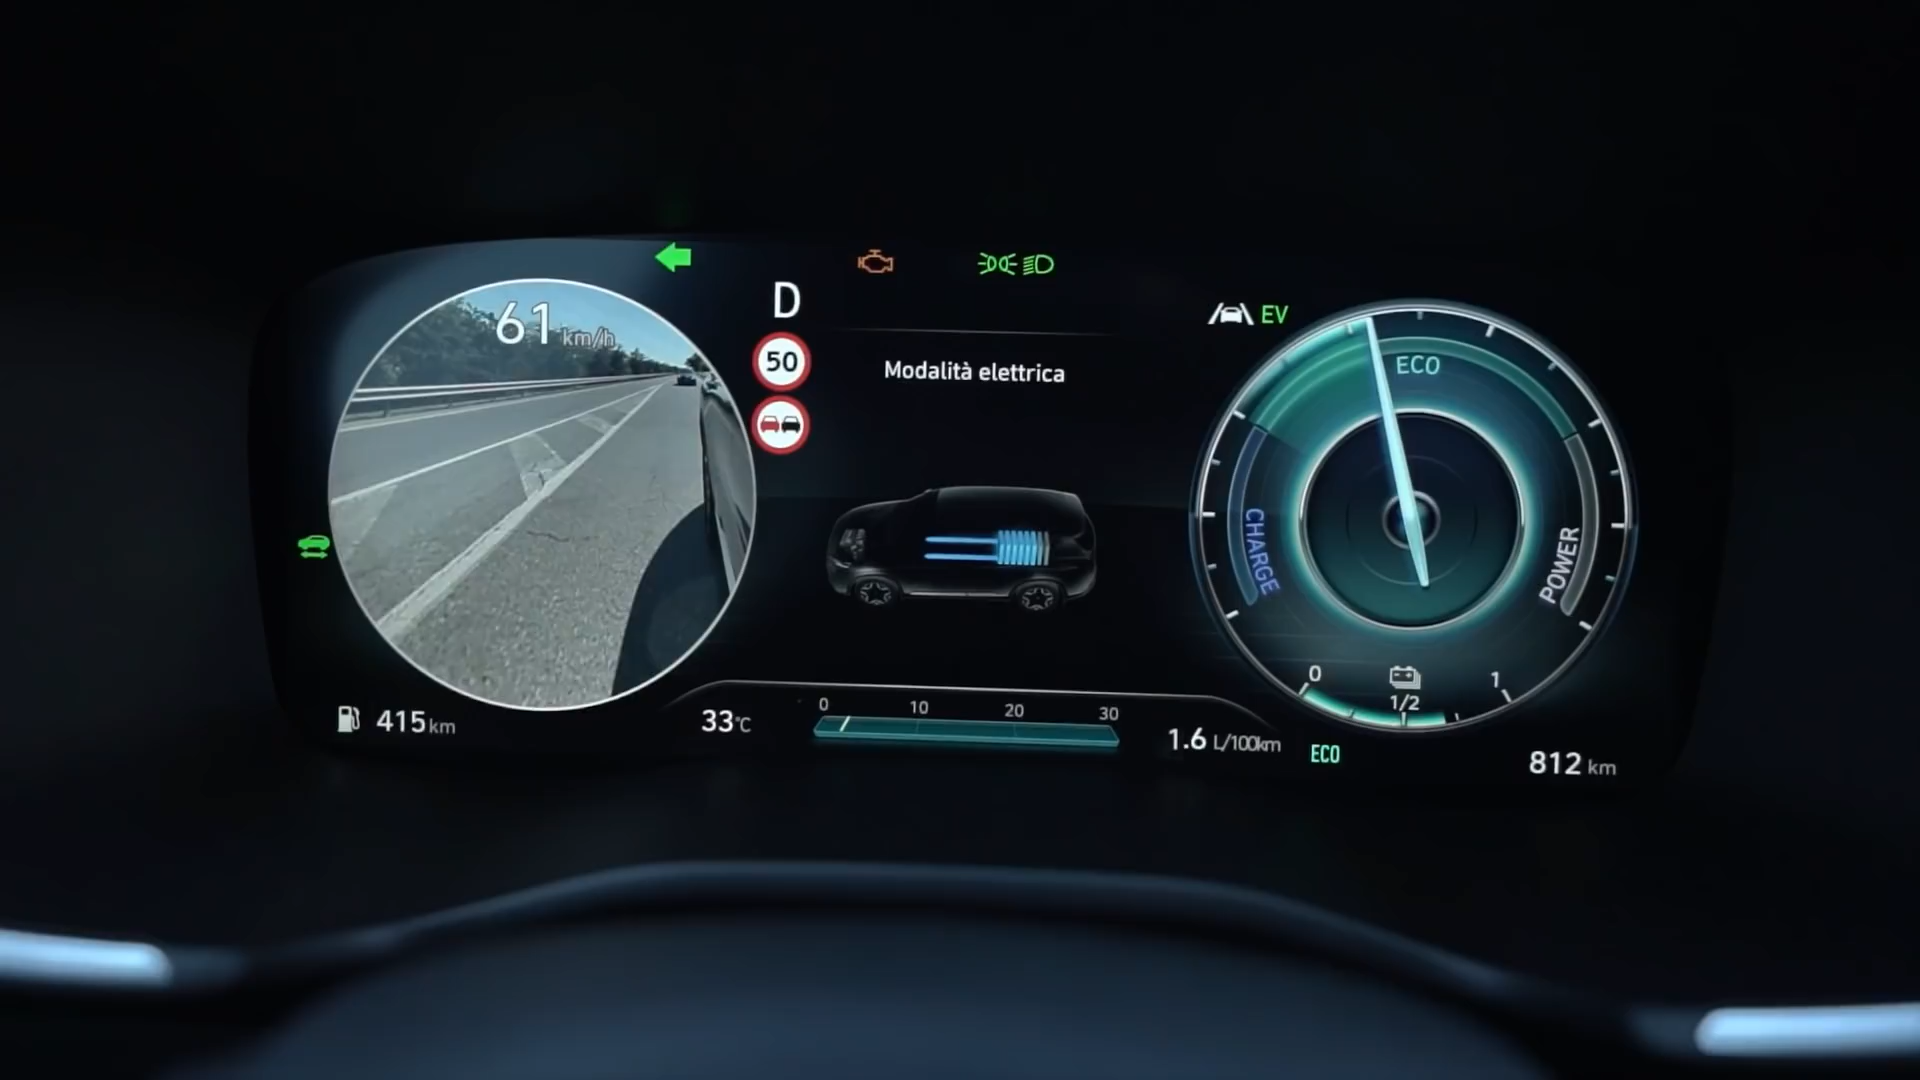 61 km/h
D
50
Modalità elettrica
EV
ECO
CHARGE
POWER
0
1/2
1
415 km
33°C
0 10 20 30
1.6 L/100km
ECO
812 km